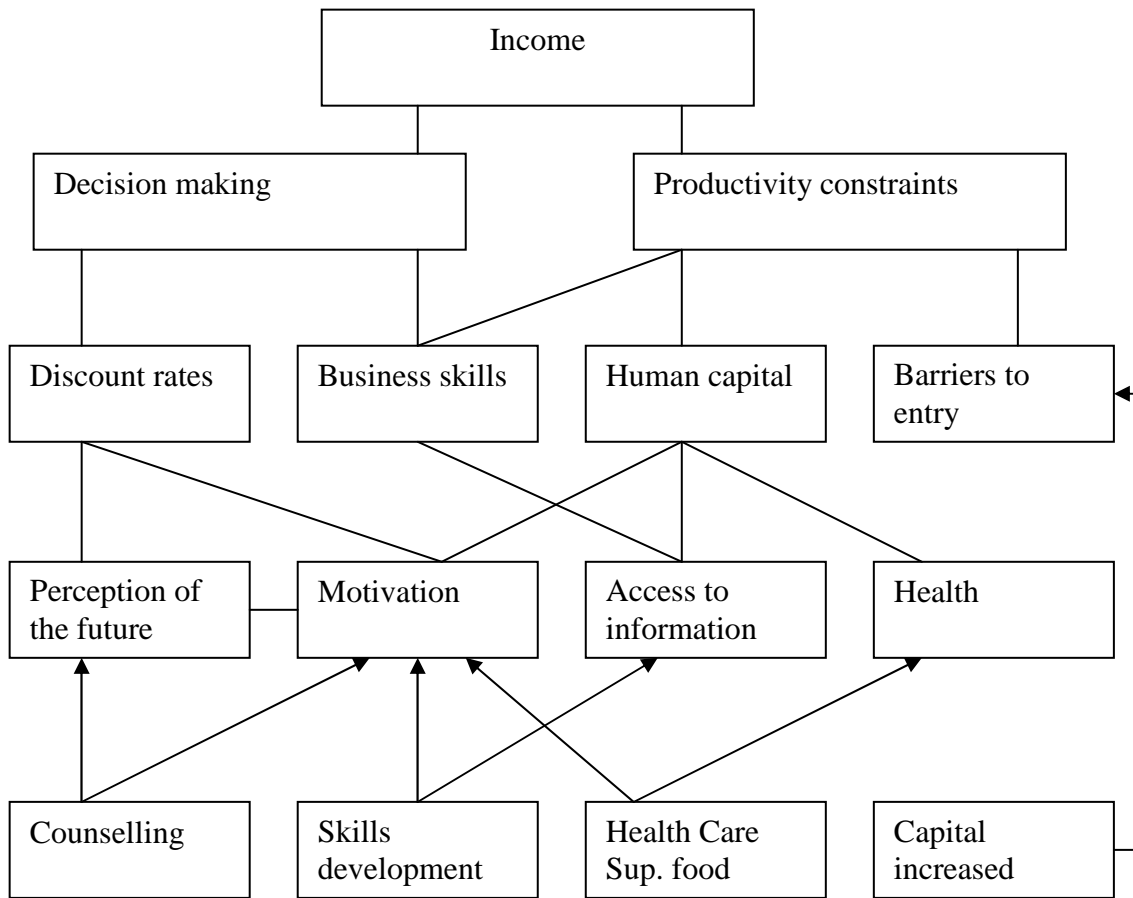 Income
Decision making
Productivity constraints
Discount rates
Business skills
Human capital
Barriers to
entry
Perception of
the future
Motivation
Access to
information
Health
Counselling
Skills
development
Health Care
Sup. food
Capital
increased